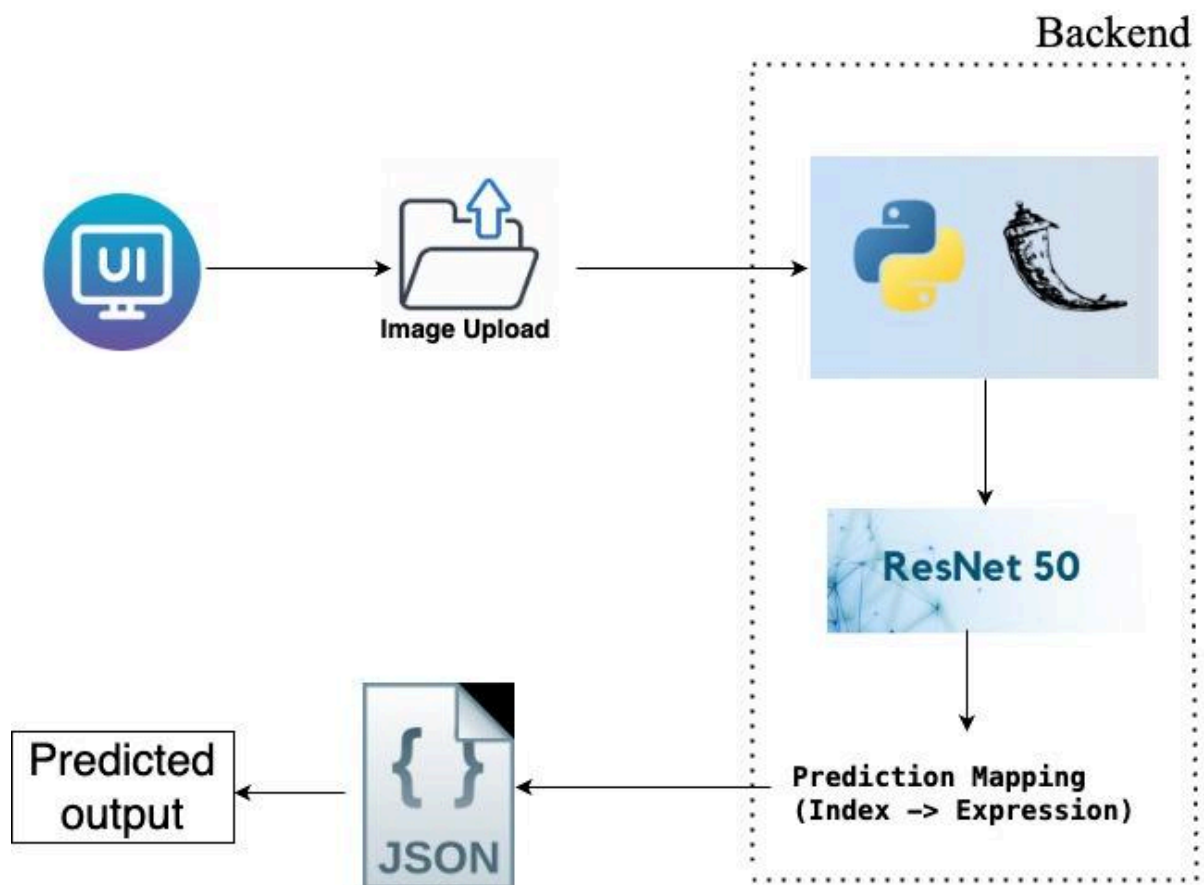 Backend
UI
Image Upload
ResNet 50
Prediction Mapping
(Index -> Expression)
JSON
Predicted
output